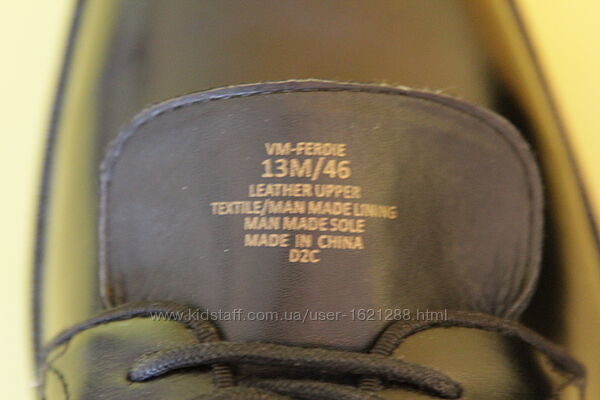 VM-FERDIE
13M/46
LEATHER UPPER
TEXTILE/MAN MADE LINING
MAN MADE SOLE
MADE IN CHINA
D2C
www.kidstaff.com.ua/user-1621288.html